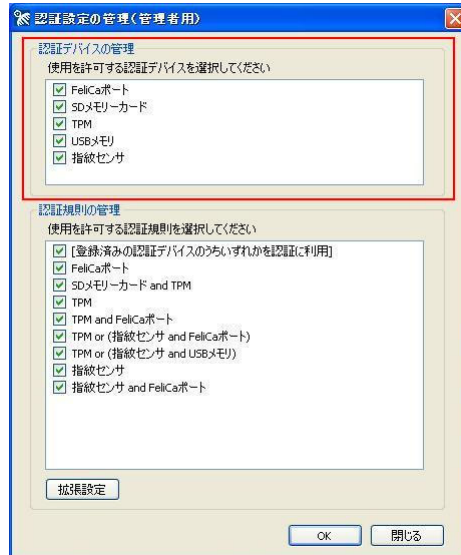 認証設定の管理(管理者用)
認証デバイスの管理
使用を許可する認証デバイスを選択してください
FeliCaポート
SDメモリーカード
TPM
USBメモリ
指紋センサ
認証規則の管理
使用を許可する認証規則を選択してください
[登録済みの認証デバイスのうちいずれかを認証に利用]
FeliCaポート
SDメモリーカード and TPM
TPM
TPM and FeliCaポート
TPM or (指紋センサ and FeliCaポート)
TPM or (指紋センサ and USBメモリ)
指紋センサ
指紋センサ and FeliCaポート
拡張設定
OK 閉じる